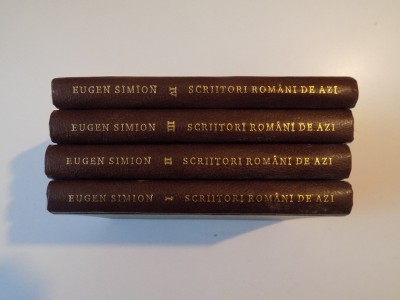 EUGEN SIMION IV SCRIITORI ROMÂNI DE AZI
EUGEN SIMION III SCRIITORI ROMÂNI DE AZI
EUGEN SIMION II SCRIITORI ROMÂNI DE AZI
EUGEN SIMION I SCRIITORI ROMÂNI DE AZI